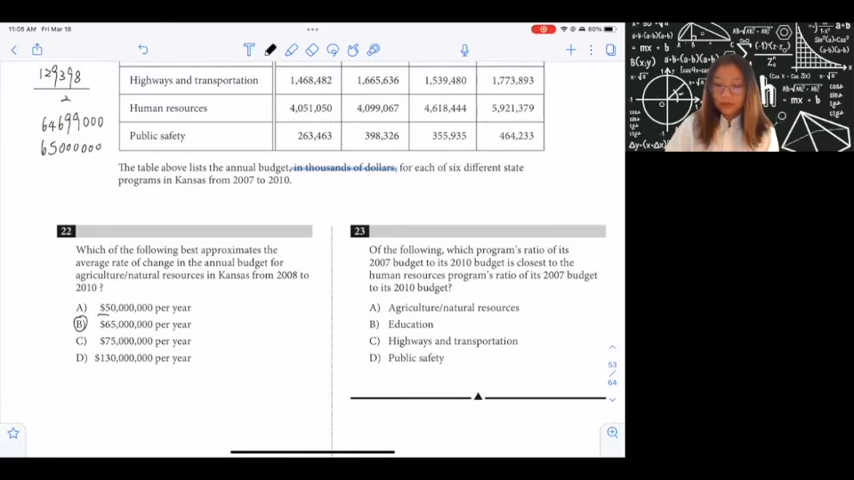 11:05 AM Fri Mar 18
80%
129398
2
64699000
65000000
Highways and transportation 1,468,482 1,665,636 1,539,480 1,773,893
Human resources 4,051,050 4,099,067 4,618,444 5,921,379
Public safety 263,463 398,326 355,935 464,233
The table above lists the annual budget, in thousands of dollars, for each of six different state
programs in Kansas from 2007 to 2010.
22
Which of the following best approximates the
average rate of change in the annual budget for
agriculture/natural resources in Kansas from 2008 to
2010 ?
A) $50,000,000 per year
B) $65,000,000 per year
C) $75,000,000 per year
D) $130,000,000 per year
23
Of the following, which program's ratio of its
2007 budget to its 2010 budget is closest to the
human resources program's ratio of its 2007 budget
to its 2010 budget?
A) Agriculture/natural resources
B) Education
C) Highways and transportation
D) Public safety
53
/
64